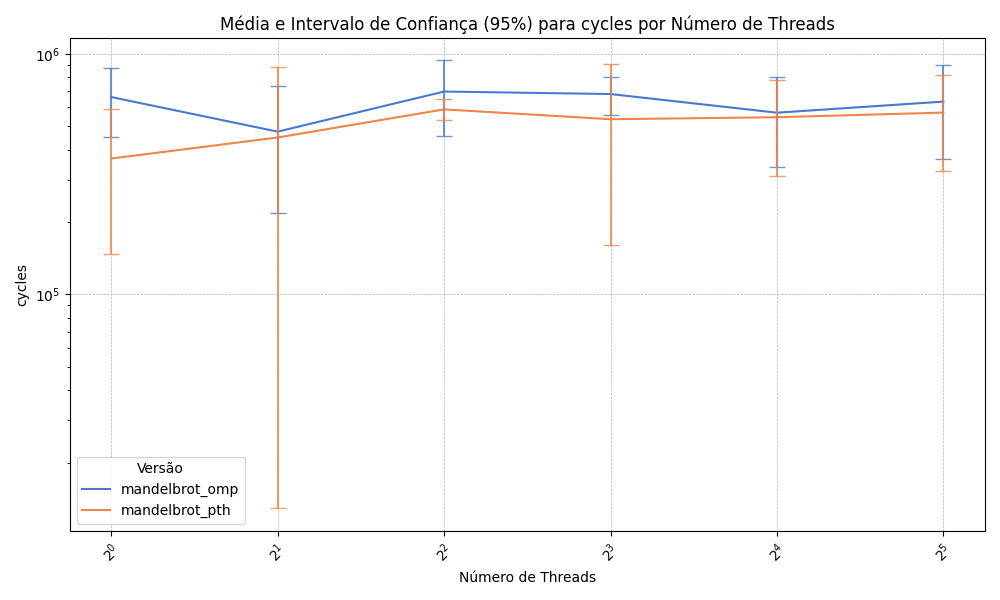 Média e Intervalo de Confiança (95%) para cycles por Número de Threads
10⁶
10⁵
cycles
Versão
mandelbrot_omp
mandelbrot_pth
2⁰ 2¹ 2² 2³ 2⁴ 2⁵
Número de Threads